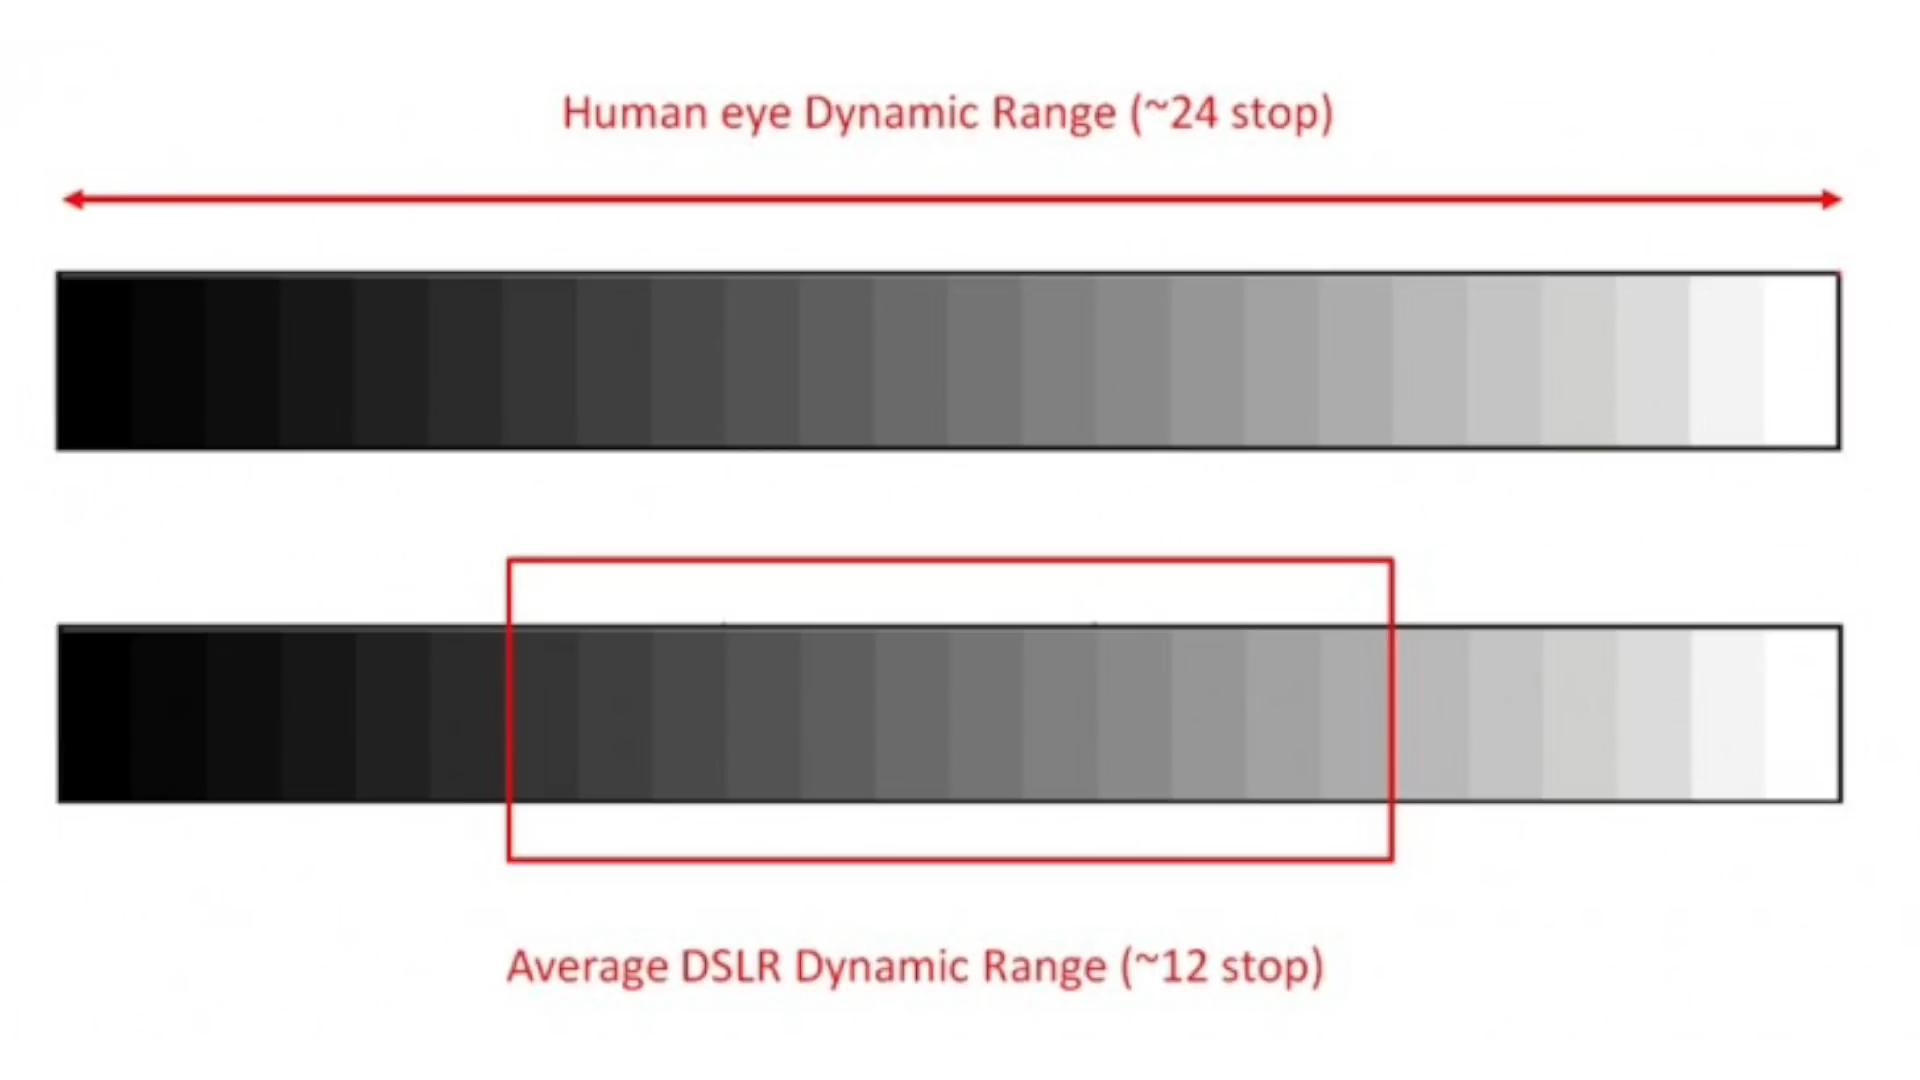 Human eye Dynamic Range (~24 stop)
Average DSLR Dynamic Range (~12 stop)